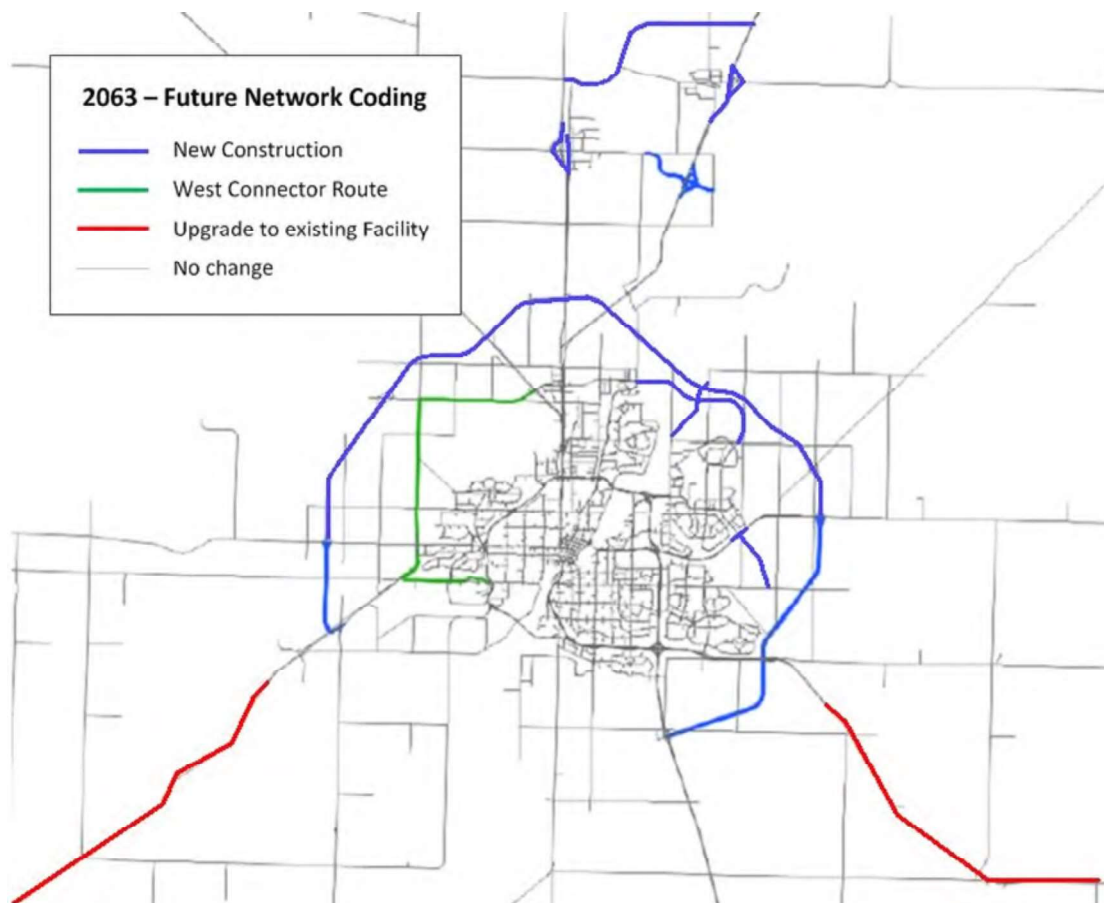 2063 – Future Network Coding
New Construction
West Connector Route
Upgrade to existing Facility
No change